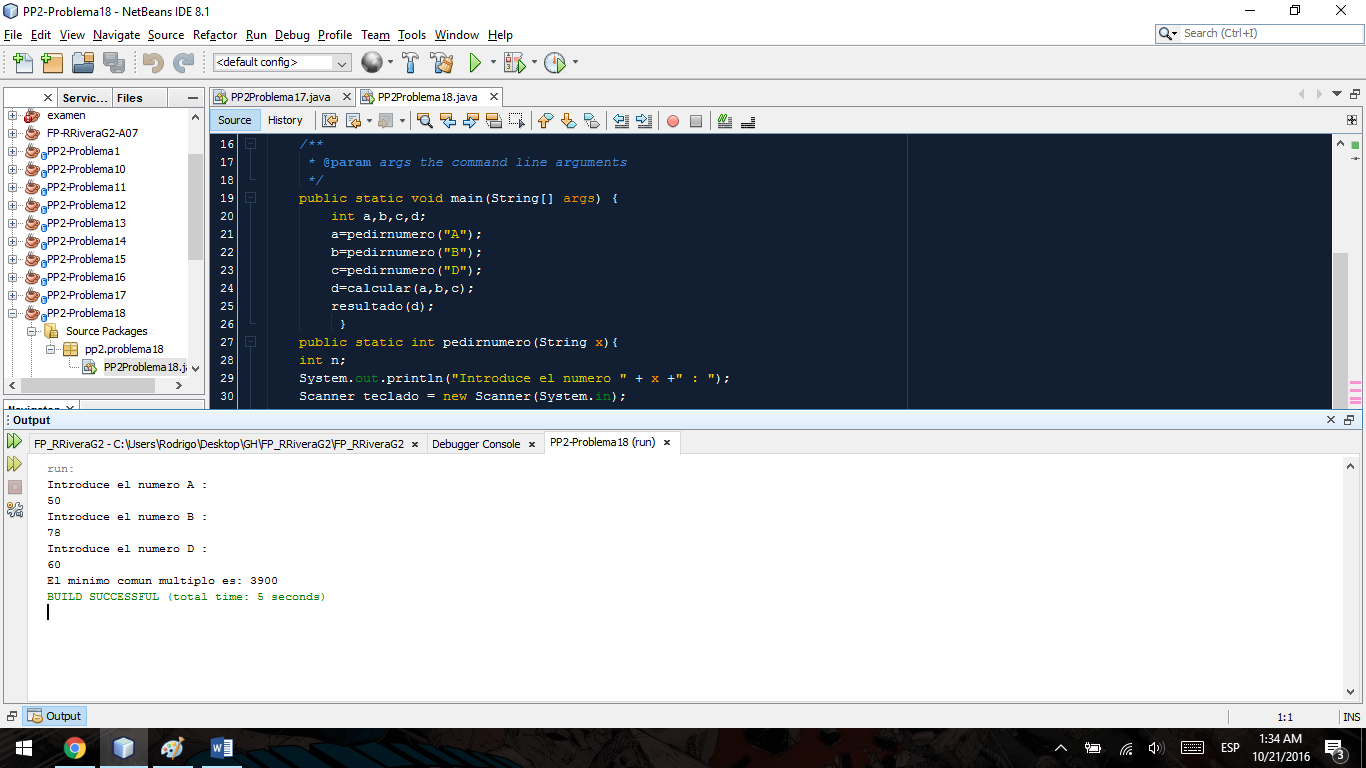 PP2-Problema18 - NetBeans IDE 8.1
File Edit View Navigate Source Refactor Run Debug Profile Team Tools Window Help
Search (Ctrl+I)
<default config>
Servic... Files
PP2Problema17.java PP2Problema18.java
Source History
examen
FP-RRiveraG2-A07
PP2-Problema1
PP2-Problema10
PP2-Problema11
PP2-Problema12
PP2-Problema13
PP2-Problema14
PP2-Problema15
PP2-Problema16
PP2-Problema17
PP2-Problema18
Source Packages
pp2.problema18
PP2Problema18.ja
16 /**
17 * @param args the command line arguments
18 */
19 public static void main(String[] args) {
20 int a,b,c,d;
21 a=pedirnumero("A");
22 b=pedirnumero("B");
23 c=pedirnumero("D");
24 d=calcular(a,b,c);
25 resultado(d);
26 }
27 public static int pedirnumero(String x){
28 int n;
29 System.out.println("Introduce el numero " + x +" : ");
30 Scanner teclado = new Scanner(System.in);
Output
FP_RRiveraG2 - C:\Users\Rodrigo\Desktop\GH\FP_RRiveraG2\FP_RRiveraG2 Debugger Console PP2-Problema18 (run)
run:
Introduce el numero A :
50
Introduce el numero B :
78
Introduce el numero D :
60
El minimo comun multiplo es: 3900
BUILD SUCCESSFUL (total time: 5 seconds)
Output
1:1 INS
ESP
1:34 AM
10/21/2016
3